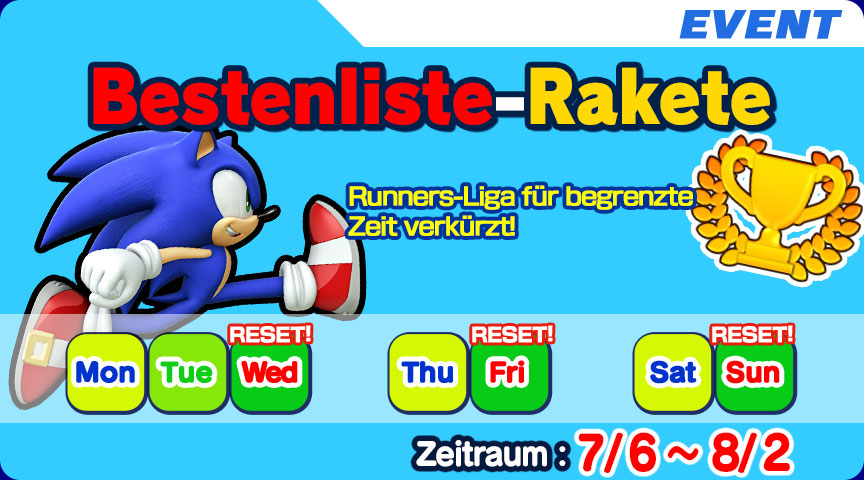 EVENT
Bestenliste-Rakete
Runners-Liga für begrenzte
Zeit verkürzt!
RESET! RESET! RESET!
Mon Tue Wed Thu Fri Sat Sun
Zeitraum : 7/6 ~ 8/2